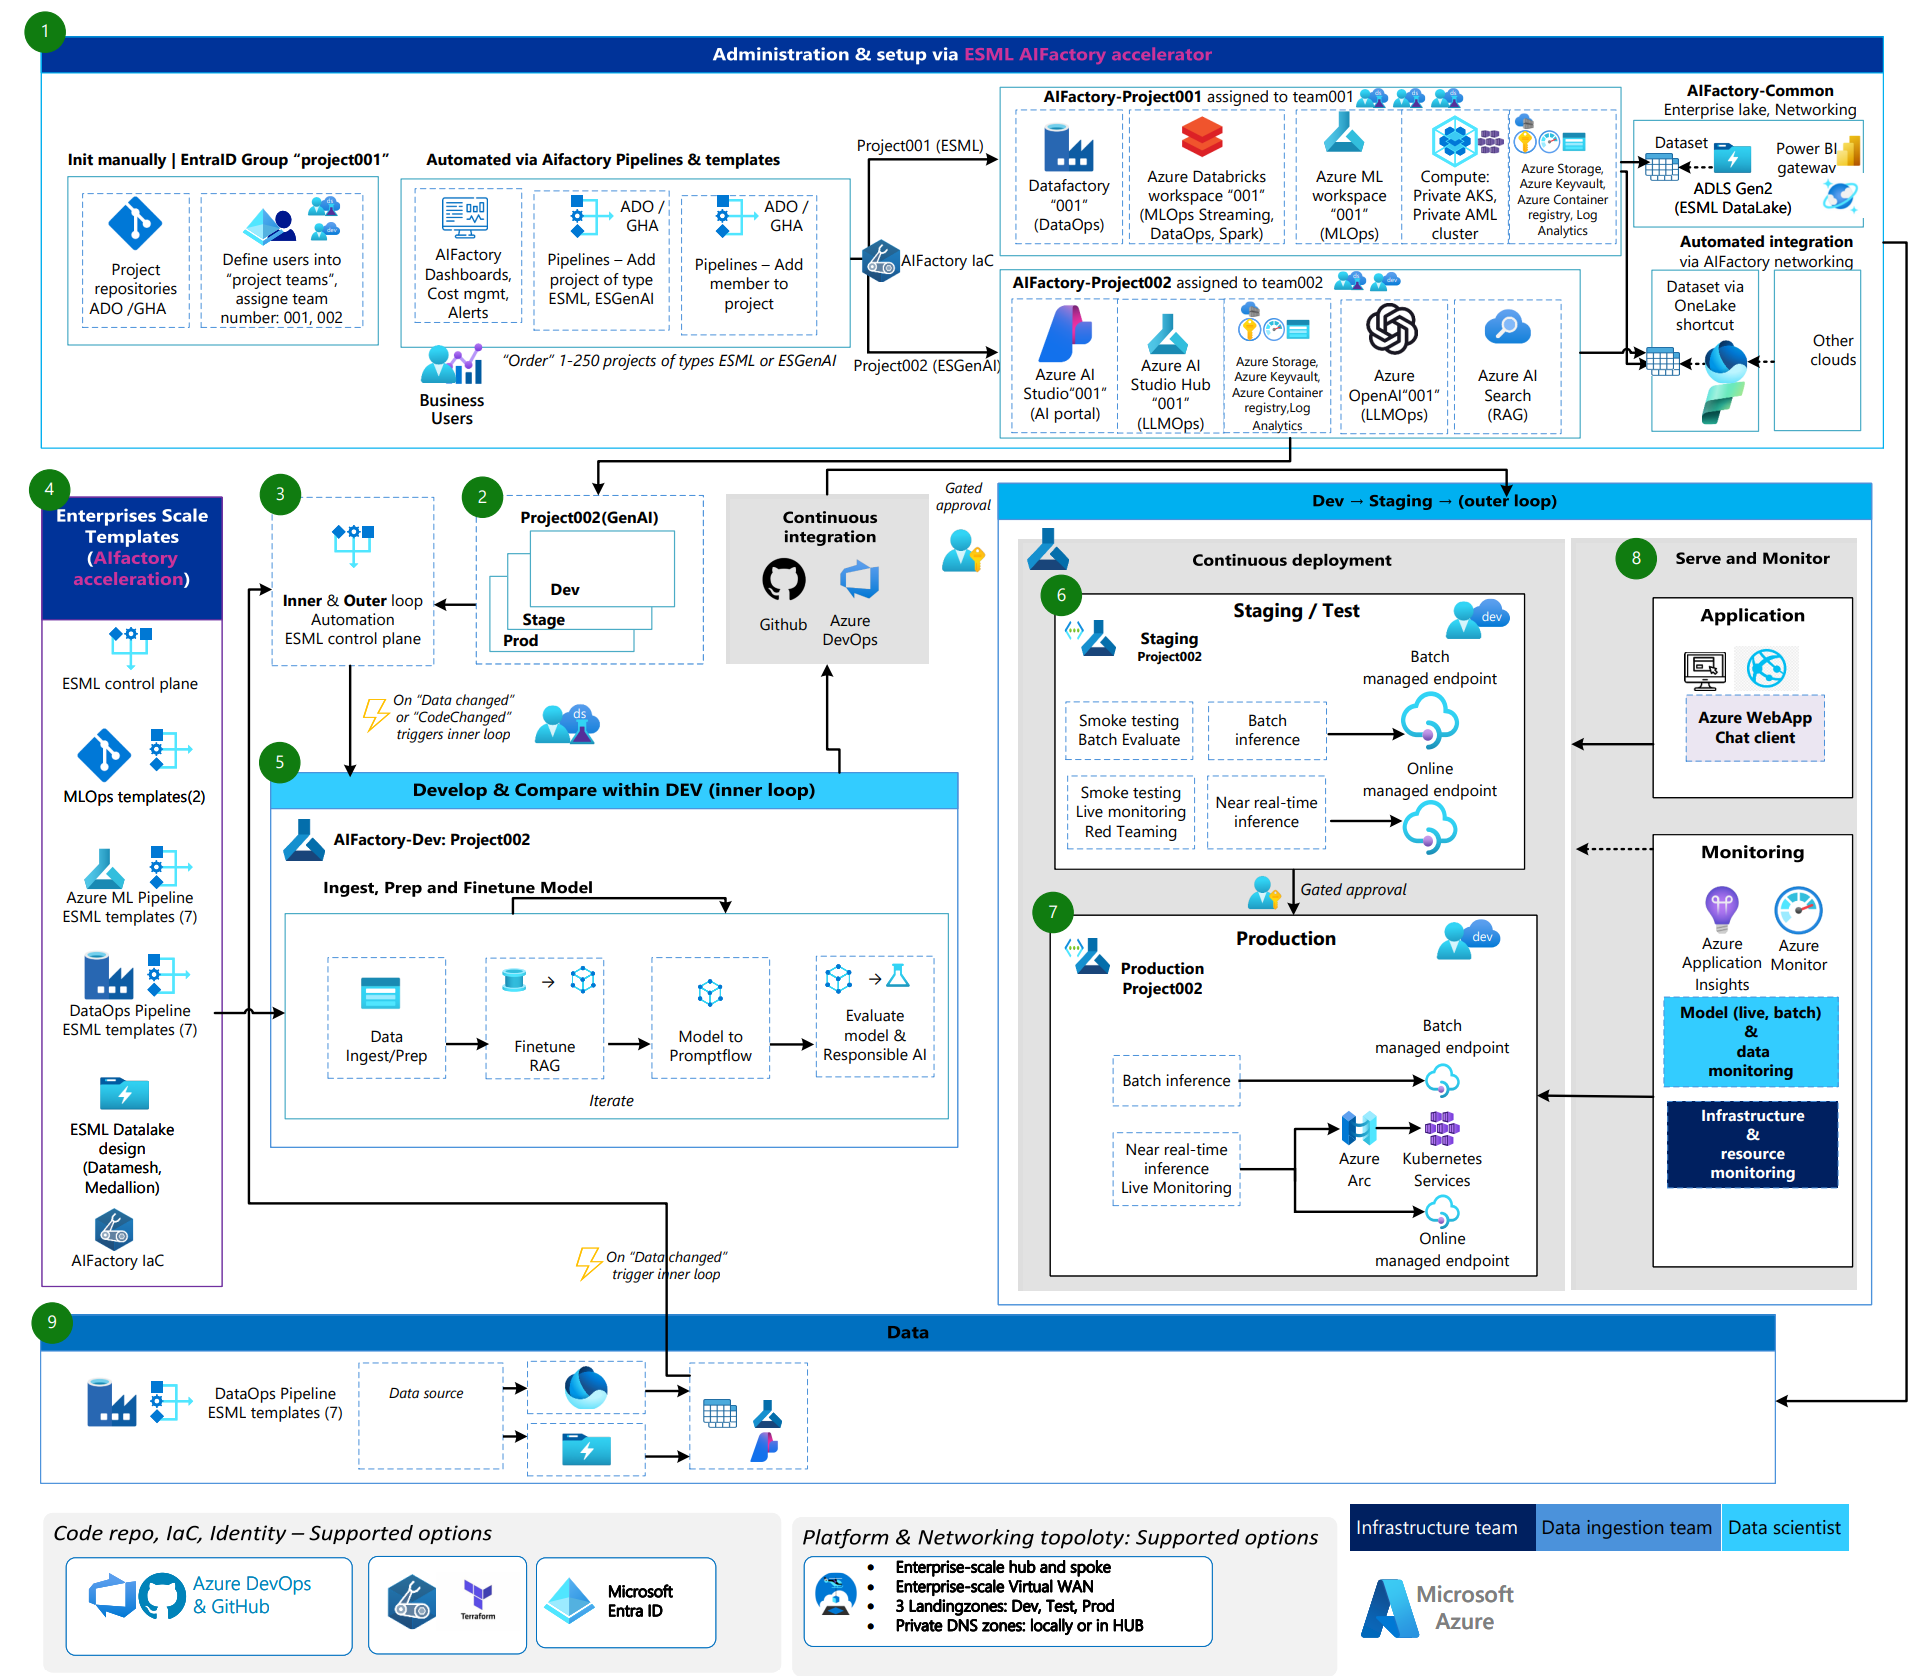 1
Administration & setup via ESML AIFactory accelerator
Init manually | EntraID Group “project001”
Project
repositories
ADO /GHA
Define users into
“project teams”,
assigne team
number: 001, 002
ds
dev
Automated via Aifactory Pipelines & templates
AIFactory
Dashboards,
Cost mgmt,
Alerts
ADO /
GHA
Pipelines – Add
project of type
ESML, ESGenAI
ADO /
GHA
Pipelines – Add
member to
project
Business
Users
“Order” 1-250 projects of types ESML or ESGenAI
Project001 (ESML)
AIFactory IaC
Project002 (ESGenAI)
AIFactory-Project001 assigned to team001
ds
ds
ds
Datafactory
“001”
(DataOps)
Azure Databricks
workspace “001”
(MLOps Streaming,
DataOps, Spark)
Azure ML
workspace
“001”
(MLOps)
Compute:
Private AKS,
Private AML
cluster
Azure Storage,
Azure Keyvault,
Azure Container
registry, Log
Analytics
AIFactory-Project002 assigned to team002
ds
dev
Azure AI
Studio“001”
(AI portal)
Azure AI
Studio Hub
“001”
(LLMOps)
Azure Storage,
Azure Keyvault,
Azure Container
registry,Log
Analytics
Azure
OpenAI“001”
(LLMOps)
Azure AI
Search
(RAG)
AIFactory-Common
Enterprise lake, Networking
Dataset
Power BI
gateway
ADLS Gen2
(ESML DataLake)
Automated integration
via AIFactory networking
Dataset via
OneLake
shortcut
Other
clouds
4
Enterprises Scale
Templates
(AIfactory
acceleration)
ESML control plane
MLOps templates(2)
Azure ML Pipeline
ESML templates (7)
DataOps Pipeline
ESML templates (7)
ESML Datalake
design
(Datamesh,
Medallion)
AIFactory IaC
3
Inner & Outer loop
Automation
ESML control plane
2
Project002(GenAI)
Dev
Stage
Prod
Continuous
integration
Github
Azure
DevOps
Gated
approval
On “Data changed”
or “CodeChanged”
triggers inner loop
ds
5
Develop & Compare within DEV (inner loop)
AIFactory-Dev: Project002
Ingest, Prep and Finetune Model
Data
Ingest/Prep
→
Finetune
RAG
Model to
Promptflow
→
Evaluate
model &
Responsible AI
Iterate
On “Data changed”
trigger inner loop
Dev → Staging → (outer loop)
Continuous deployment
6
Staging / Test
dev
Staging
Project002
Batch
managed endpoint
Smoke testing
Batch Evaluate
Batch
inference
Online
managed endpoint
Smoke testing
Live monitoring
Red Teaming
Near real-time
inference
Gated approval
7
Production
dev
Production
Project002
Batch
managed endpoint
Batch inference
Near real-time
inference
Live Monitoring
Azure
Arc
Kubernetes
Services
Online
managed endpoint
8
Serve and Monitor
Application
Azure WebApp
Chat client
Monitoring
Azure
Application
Insights
Azure
Monitor
Model (live, batch)
&
data
monitoring
Infrastructure
&
resource
monitoring
9
Data
DataOps Pipeline
ESML templates (7)
Data source
Code repo, IaC, Identity – Supported options
Azure DevOps
& GitHub
Terraform
Microsoft
Entra ID
Platform & Networking topoloty: Supported options
• Enterprise-scale hub and spoke
• Enterprise-scale Virtual WAN
• 3 Landingzones: Dev, Test, Prod
• Private DNS zones: locally or in HUB
Infrastructure team
Data ingestion team
Data scientist
Microsoft
Azure